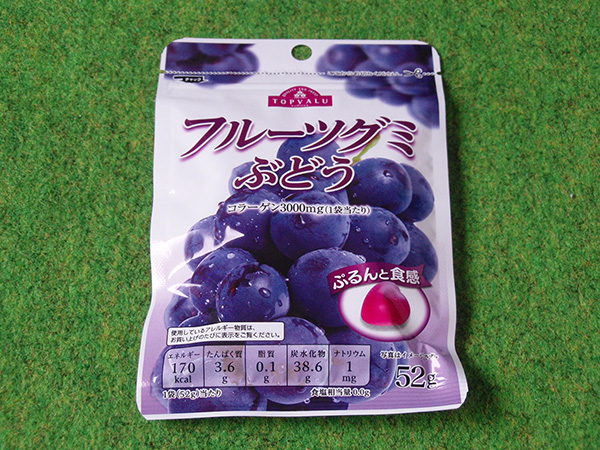 チャック
TOPVALU
フルーツグミ
ぶどう
コラーゲン3000mg(1袋当たり)
ぷるんと食感
使用しているアレルギー物質は、
お買い上げのたびに表示をご覧ください。
エネルギー たんぱく質 脂質 炭水化物 ナトリウム
170 3.6 0.1 38.6 1
kcal g g g mg
1袋(52g)当たり 食塩相当量0.0g
写真はイメージです。
52g